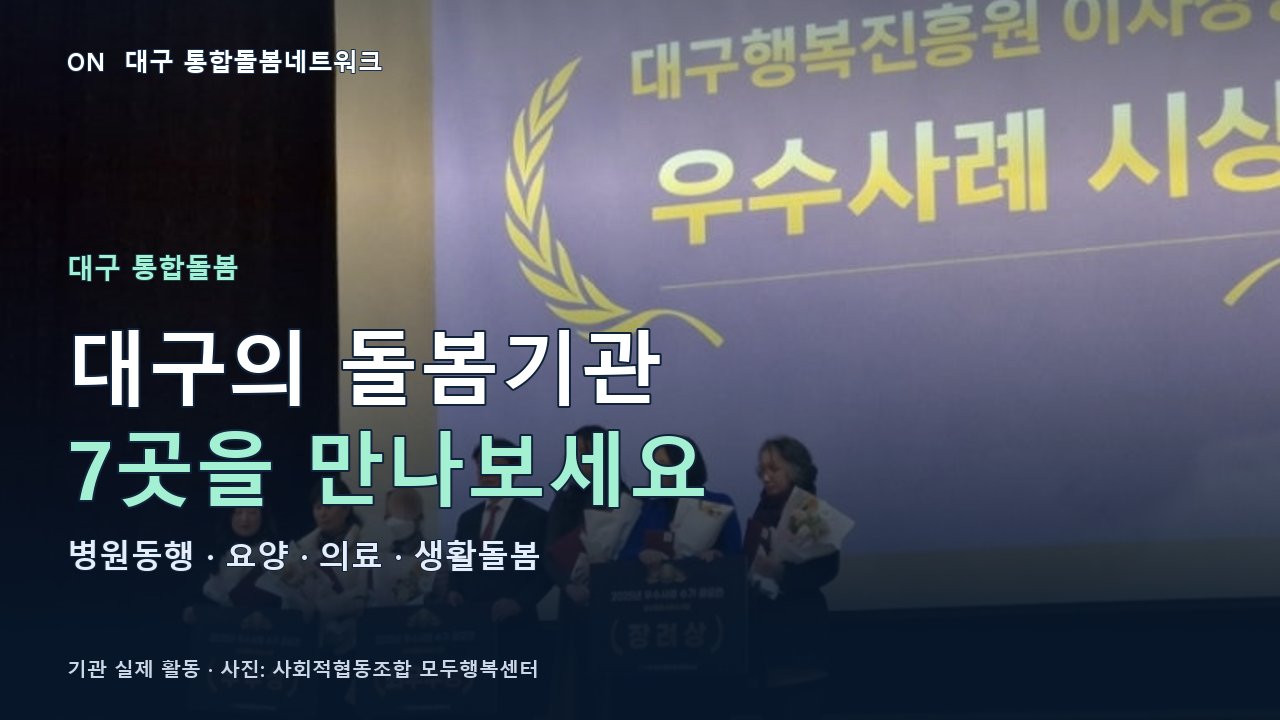 ON 대구 통합돌봄네트워크
대구행복진흥원 이사장
우수사례 시상
대구 통합돌봄
대구의 돌봄기관
7곳을 만나보세요
병원동행 · 요양 · 의료 · 생활돌봄
장려상
기관 실제 활동 · 사진: 사회적협동조합 모두행복센터